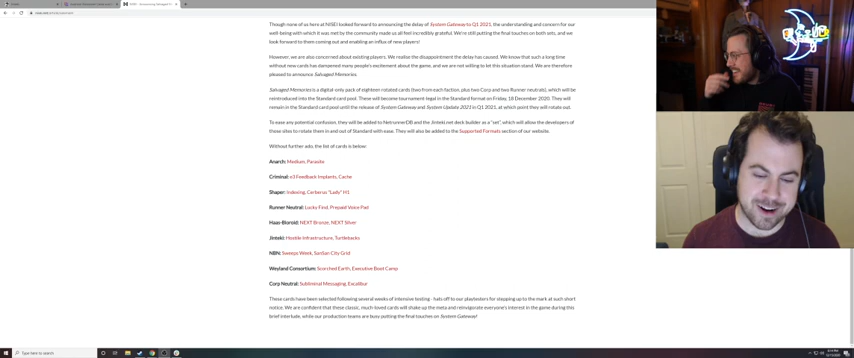 Though none of us here at NISEI looked forward to announcing the delay of System Gateway to Q1 2021, the understanding and concern for our
well-being with which it was met by the community made us all feel incredibly grateful. We're still putting the final touches on both sets, and we
look forward to them coming out and enabling an influx of new players!
However, we are also concerned about existing players. We realize the disappointment the delay has caused. We know that such a long time
without new cards has dampened many people's excitement about the game, and we are not willing to let this situation stand. We are therefore
pleased to announce Salvaged Memories.
Salvaged Memories is a digital-only pack of eighteen rotated cards (two from each faction, plus two Corp and two Runner neutrals), which will be
reintroduced into the Standard card pool. These will become tournament-legal in the Standard format on Friday, 18 December 2020. They will
remain in the Standard card pool until the release of System Gateway and System Update 2021 in Q1 2021, at which point they will rotate out.
To ease any potential confusion, they will be added to NetrunnerDB and the Jinteki.net deck builder as a "set", which will allow the developers of
these sites to rotate them in and out of Standard with ease. They will also be added to the Supported Formats section of our website.
Without further ado, the list of cards is below:
Anarch: Medium, Parasite
Criminal: e3 Feedback Implants, Cache
Shaper: Indexing, Cerberus "Lady" H1
Runner Neutral: Lucky Find, Prepaid Voice Pad
Haas-Bioroid: NEXT Bronze, NEXT Silver
Jinteki: Hostile Infrastructure, Turtlebacks
NBN: Sweeps Week, SanSan City Grid
Weyland Consortium: Scorched Earth, Executive Boot Camp
Corp Neutral: Subliminal Messaging, Excalibur
These cards have been selected following several weeks of intensive testing - hats off to our playtesters for stepping up to the mark at such short
notice. We are confident that these classic, much-loved cards will shake up the meta and reinvigorate everyone's interest in the game during this
brief interlude, while our production teams are busy putting the final touches on System Gateway!
Type here to search